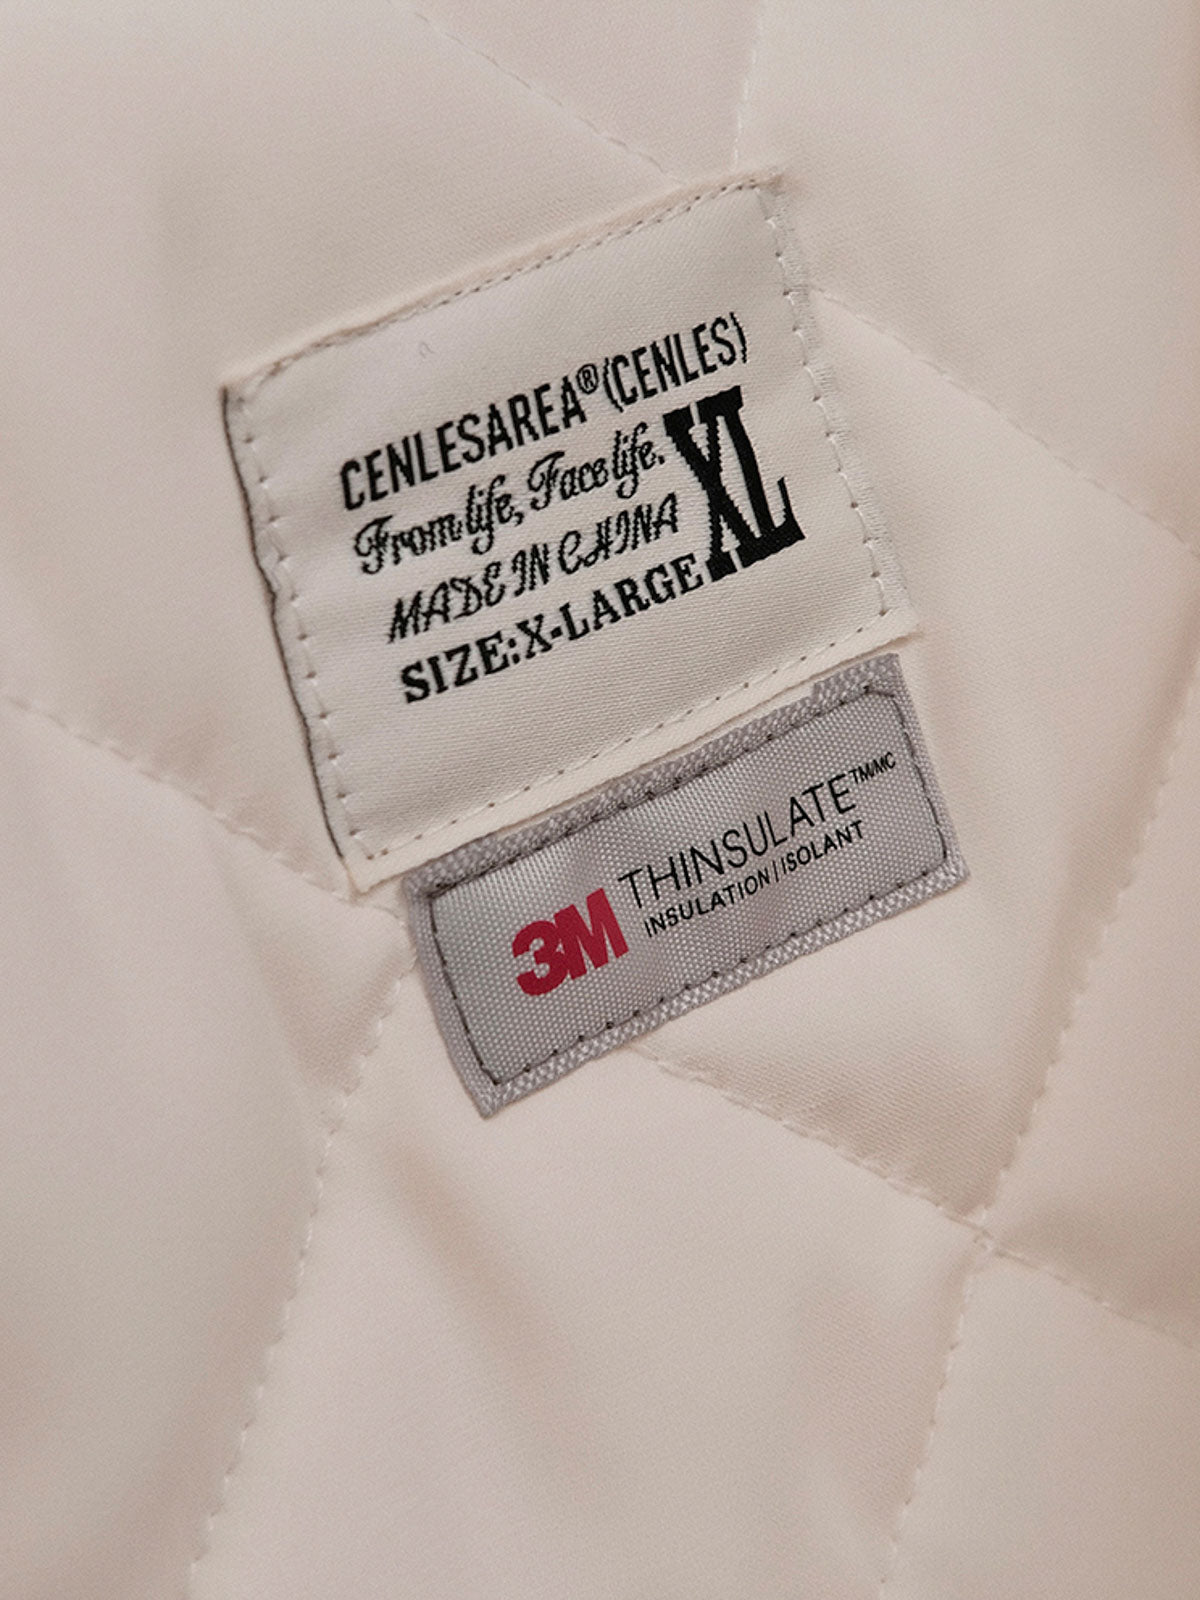 CENLESAREA®(CENLES)
From life, Face life.
MADE IN CHINA
XL
SIZE:X-LARGE
3M THINSULATE™/MC
INSULATION | ISOLANT